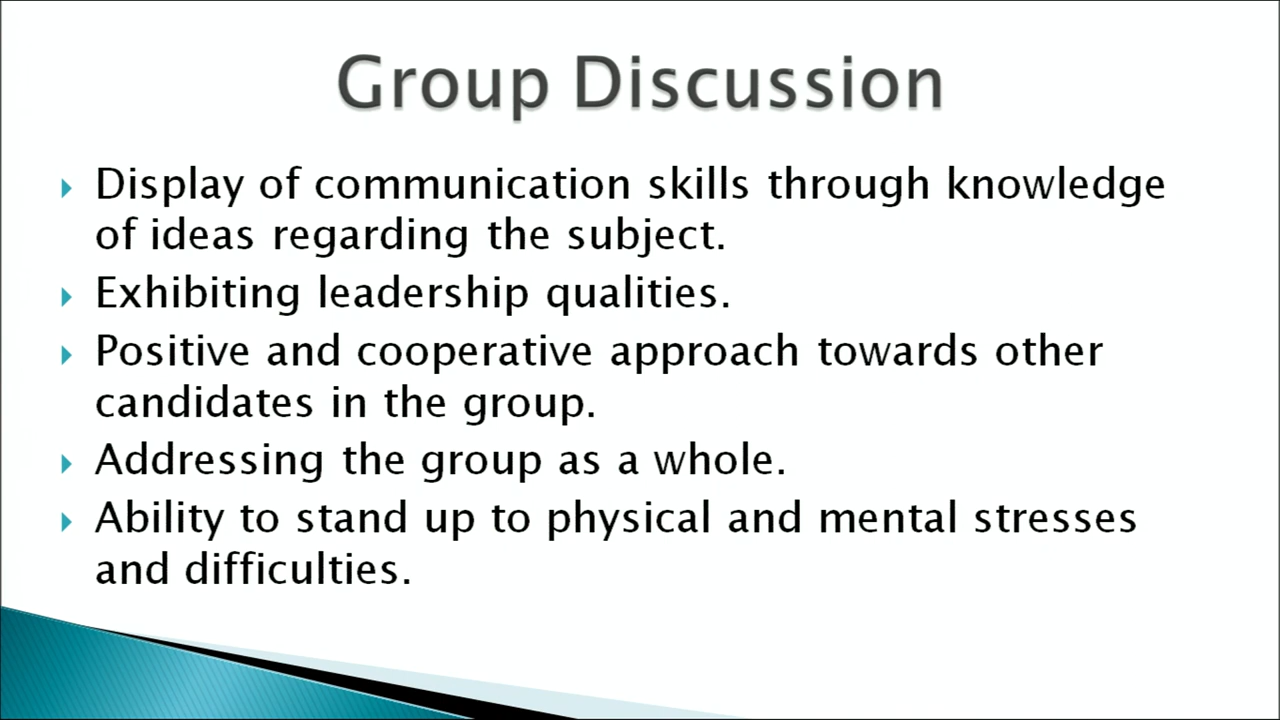 Group Discussion
Display of communication skills through knowledge
of ideas regarding the subject.
Exhibiting leadership qualities.
Positive and cooperative approach towards other
candidates in the group.
Addressing the group as a whole.
Ability to stand up to physical and mental stresses
and difficulties.